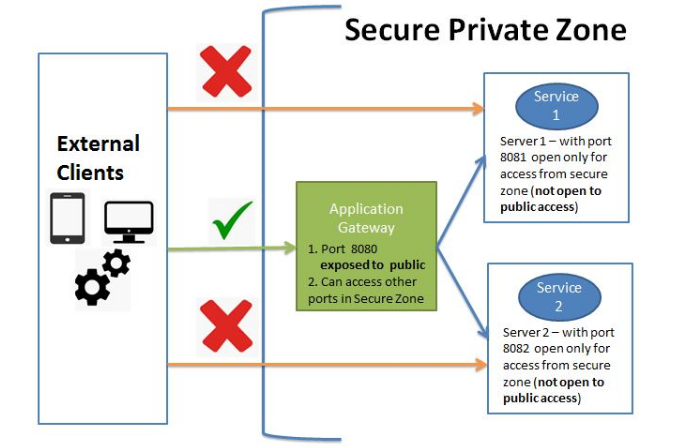 Secure Private Zone
External
Clients
Application
Gateway
1. Port 8080
exposed to public
2. Can access other
ports in Secure Zone
Service
1
Server 1 – with port
8081 open only for
access from secure
zone (not open to
public access)
Service
2
Server 2 – with port
8082 open only for
access from secure
zone (not open to
public access)